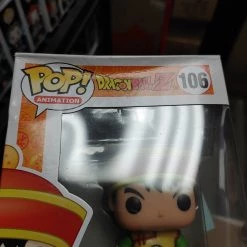 POP! DRAGONBALL Z 106
ANIMATION